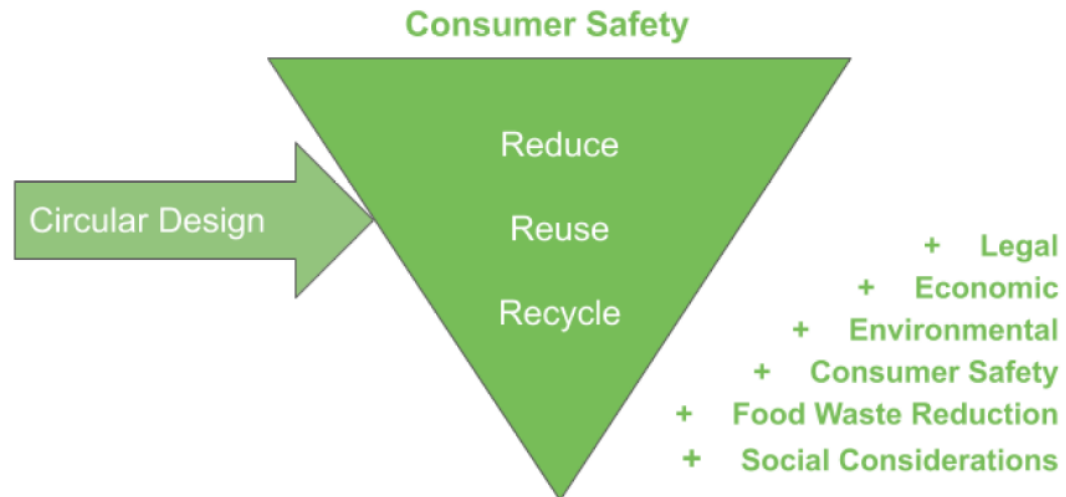 Consumer Safety
Reduce
Circular Design
Reuse
Recycle
+ Legal
+ Economic
+ Environmental
+ Consumer Safety
+ Food Waste Reduction
+ Social Considerations